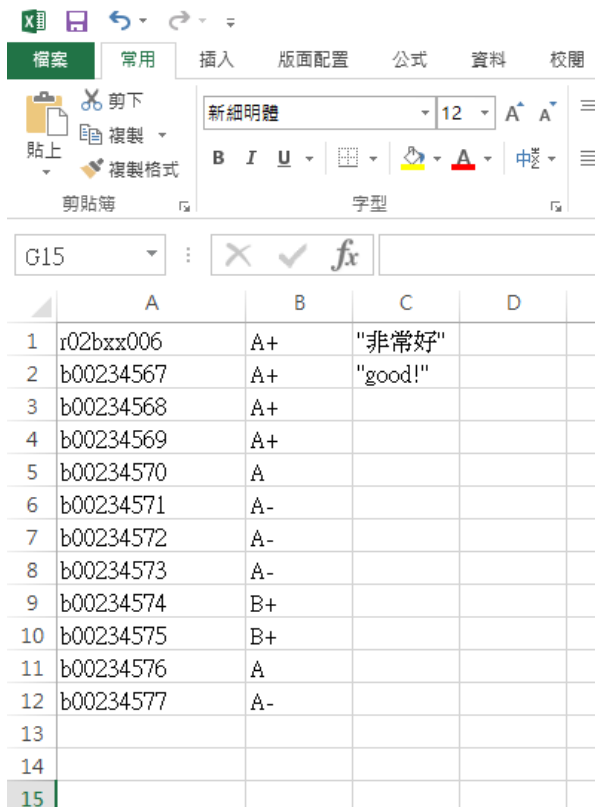 檔案 常用 插入 版面配置 公式 資料 校閱
剪下
複製
貼上
複製格式
剪貼簿
新細明體 12 A A
B I U A 中
字型
G15 fx
A B C D
1 r02bxx006 A+ "非常好"
2 b00234567 A+ "good!"
3 b00234568 A+
4 b00234569 A+
5 b00234570 A
6 b00234571 A-
7 b00234572 A-
8 b00234573 A-
9 b00234574 B+
10 b00234575 B+
11 b00234576 A
12 b00234577 A-
13
14
15